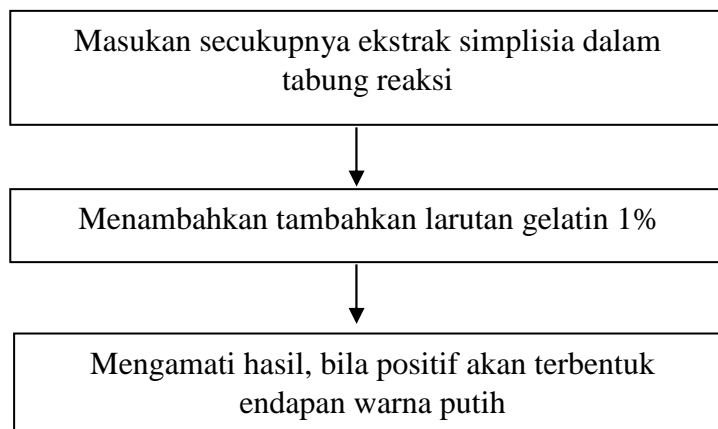 Masukan secukupnya ekstrak simplisia dalam
tabung reaksi
Menambahkan tambahkan larutan gelatin 1%
Mengamati hasil, bila positif akan terbentuk
endapan warna putih